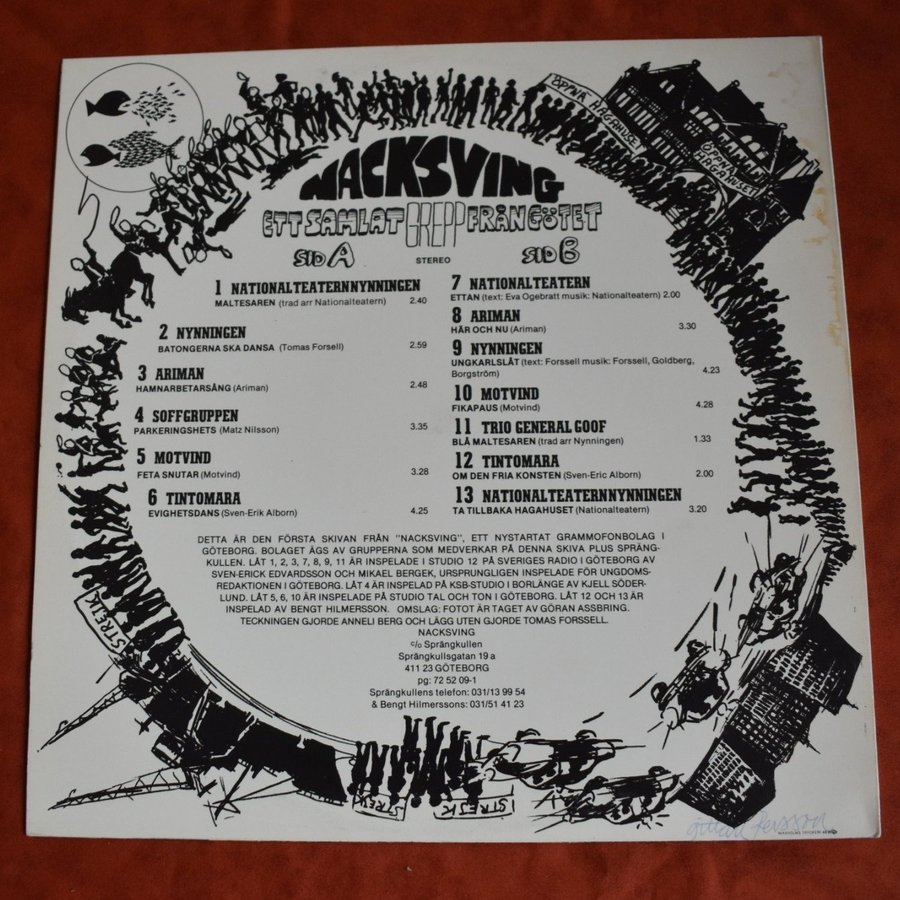 ÖPPNA HAGAHUSET
ÖPPNA
HAGAHUSET
NACKSVING
ETT SAMLAT GREPP FRÅN GÖTET
SID A STEREO SID B
1 NATIONALTEATERNNYNNINGEN
MALTESAREN (trad arr Nationalteatern) 2.40
2 NYNNINGEN
BATONGERNA SKA DANSA (Tomas Forsell) 2.59
3 ARIMAN
HAMNARBETARSÅNG (Ariman) 2.48
4 SOFFGRUPPEN
PARKERINGSHETS (Matz Nilsson) 3.35
5 MOTVIND
FETA SNUTAR (Motvind) 3.28
6 TINTOMARA
EVIGHETSDANS (Sven-Erik Alborn) 4.25
7 NATIONALTEATERN
ETTAN (text: Eva Ogebratt musik: Nationalteatern) 2.00
8 ARIMAN
HÄR OCH NU (Ariman) 3.30
9 NYNNINGEN
UNGKARLSLÅT (text: Forssell musik: Forssell, Goldberg,
Borgström) 4.23
10 MOTVIND
FIKAPAUS (Motvind) 4.28
11 TRIO GENERAL GOOF
BLÅ MALTESAREN (trad arr Nynningen) 1.33
12 TINTOMARA
OM DEN FRIA KONSTEN (Sven-Eric Alborn) 2.00
13 NATIONALTEATERNNYNNINGEN
TA TILLBAKA HAGAHUSET (Nationalteatern) 3.20
DETTA ÄR DEN FÖRSTA SKIVAN FRÅN "NACKSVING", ETT NYSTARTAT GRAMMOFONBOLAG I
GÖTEBORG. BOLAGET ÄGS AV GRUPPERNA SOM MEDVERKAR PÅ DENNA SKIVA PLUS SPRÄNG-
KULLEN. LÅT 1, 2, 3, 7, 8, 9, 11 ÄR INSPELADE I STUDIO 12 PÅ SVERIGES RADIO I GÖTEBORG AV
SVEN-ERICK EDVARDSSON OCH MIKAEL BERGEK, URSPRUNGLIGEN INSPELADE FÖR UNGDOMS-
REDAKTIONEN I GÖTEBORG. LÅT 4 ÄR INSPELAD PÅ KSB-STUDIO I BORLÄNGE AV KJELL SÖDER-
LUND. LÅT 5, 6, 10 ÄR INSPELADE PÅ STUDIO TAL OCH TON I GÖTEBORG. LÅT 12 OCH 13 ÄR
INSPELAD AV BENGT HILMERSSON. OMSLAG: FOTOT ÄR TAGET AV GÖRAN ASSBRING.
TECKNINGEN GJORDE ANNELI BERG OCH LÄGG UTEN GJORDE TOMAS FORSSELL.
NACKSVING
c/o Sprängkullen
Sprängkullsgatan 19 a
411 23 GÖTEBORG
pg: 72 52 09-1
Sprängkullens telefon: 031/13 99 54
& Bengt Hilmerssons: 031/51 41 23
STREJK
STREJK
STREJK
Persson